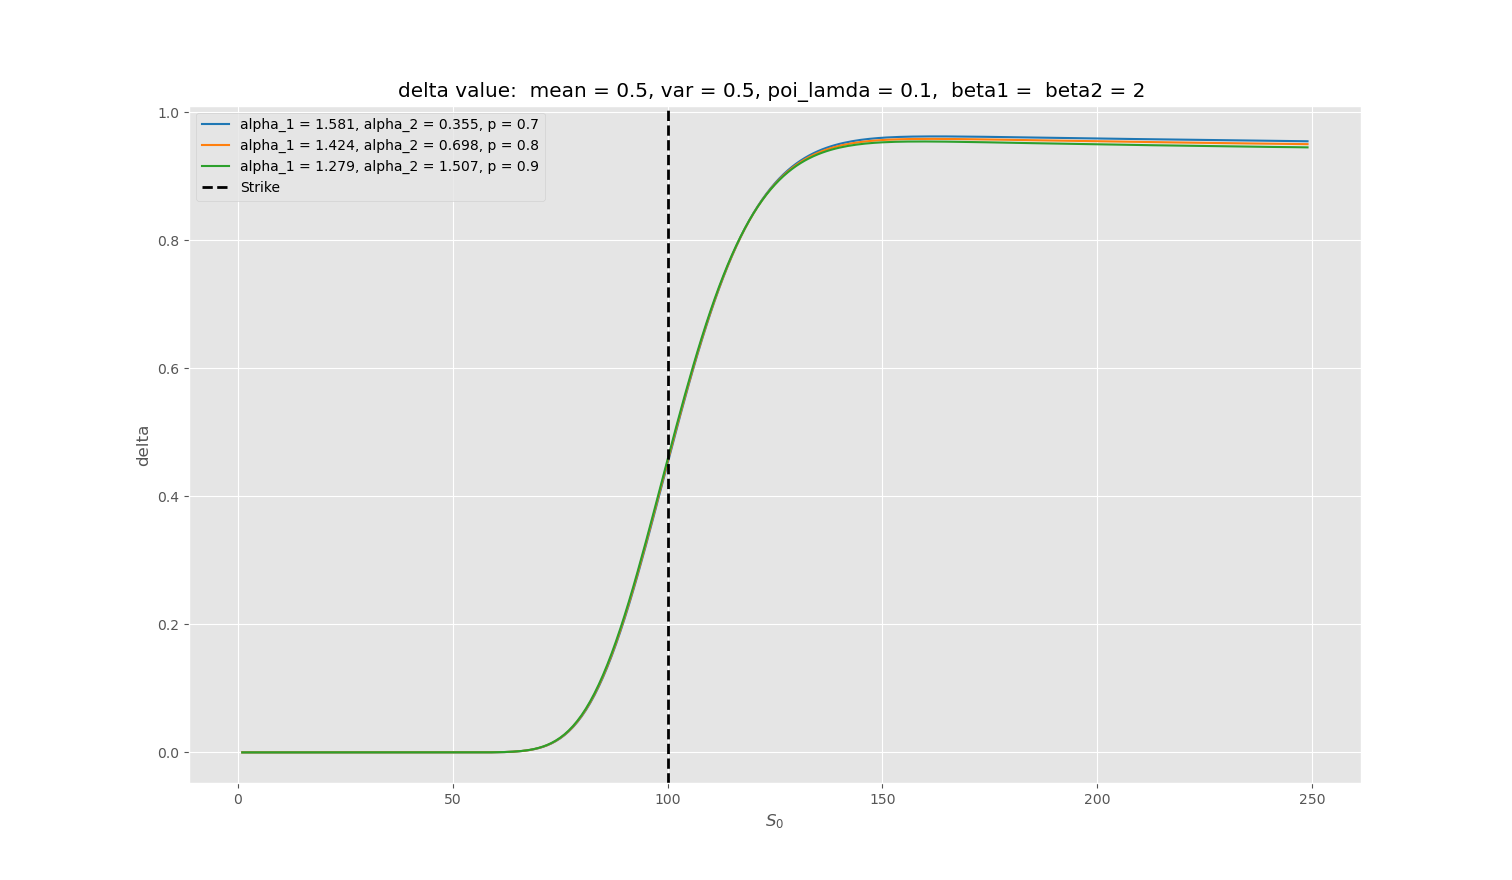 delta value:  mean = 0.5, var = 0.5, poi_lamda = 0.1,  beta1 =  beta2 = 2
alpha_1 = 1.581, alpha_2 = 0.355, p = 0.7
alpha_1 = 1.424, alpha_2 = 0.698, p = 0.8
alpha_1 = 1.279, alpha_2 = 1.507, p = 0.9
Strike
1.0
0.8
0.6
0.4
0.2
0.0
delta
0 50 100 150 200 250
S_0